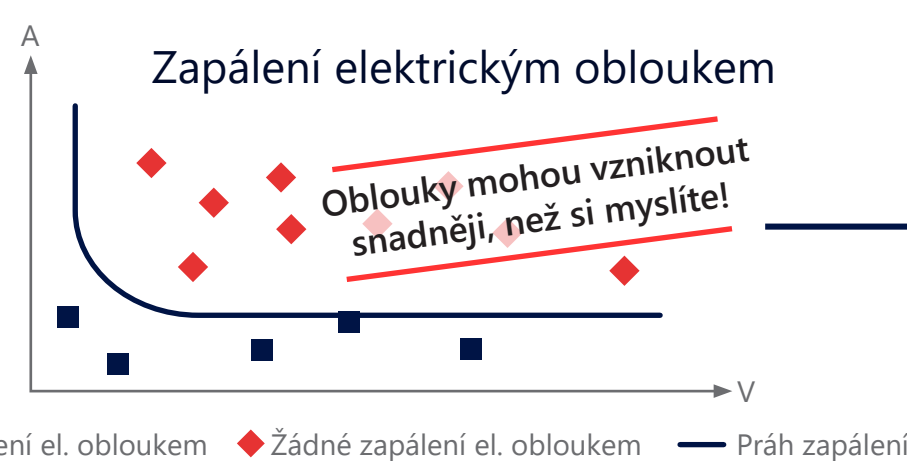 A
Zapálení elektrickým obloukem
Oblouky mohou vzniknout
snadněji, než si myslíte!
V
ení el. obloukem Žádné zapálení el. obloukem Práh zapálení